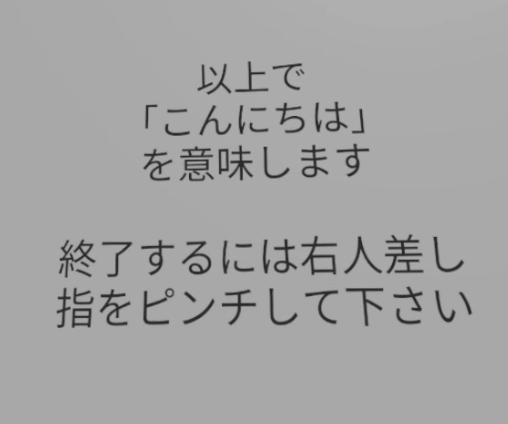 以上で
「こんにちは」
を意味します
終了するには右人差し
指をピンチして下さい